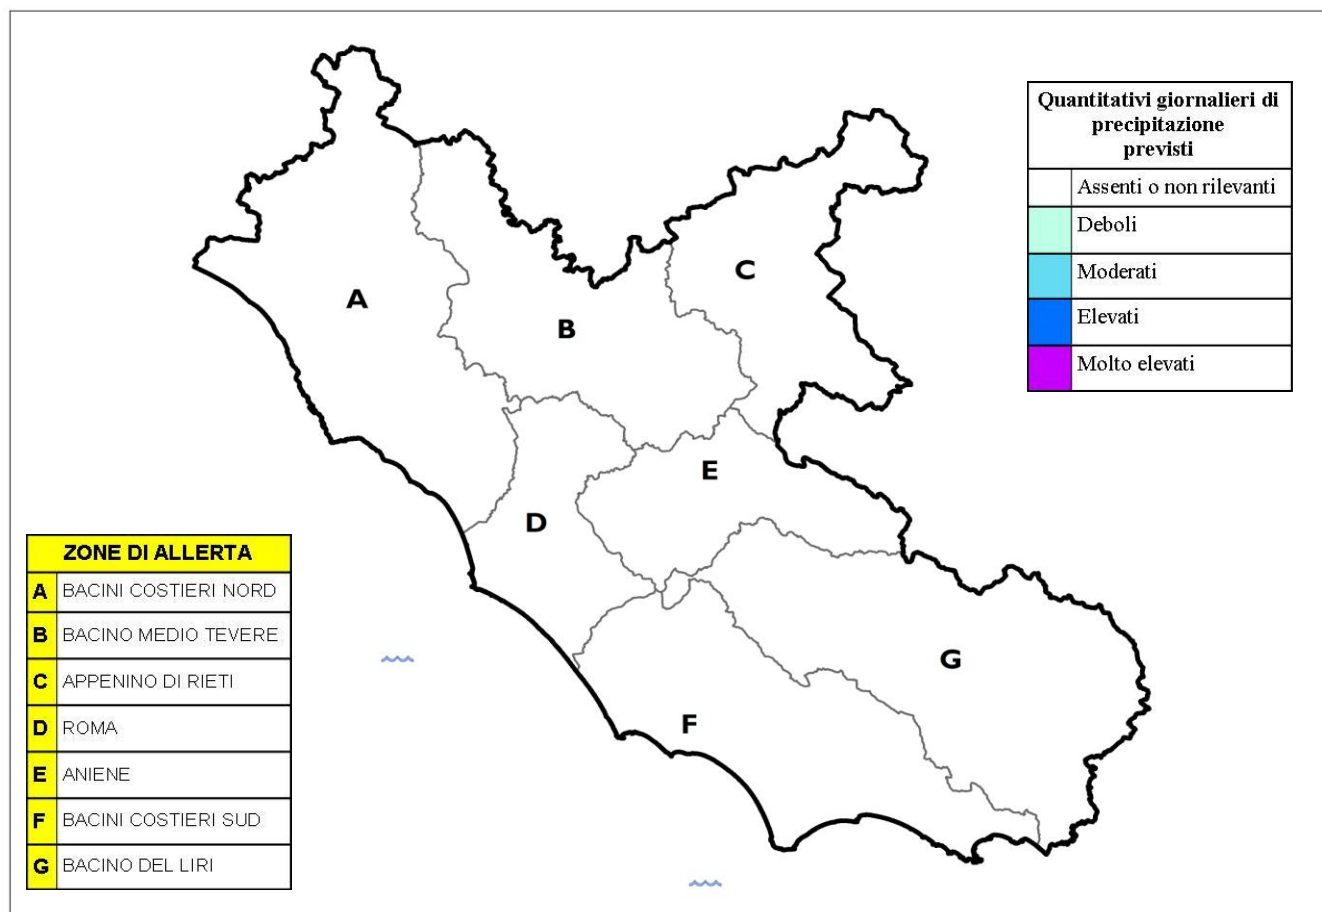 Quantitativi giornalieri di
precipitazione
previsti
Assenti o non rilevanti
Deboli
Moderati
Elevati
Molto elevati
A
B
C
D
E
F
G
ZONE DI ALLERTA
A BACINI COSTIERI NORD
B BACINO MEDIO TEVERE
C APPENINO DI RIETI
D ROMA
E ANIENE
F BACINI COSTIERI SUD
G BACINO DEL LIRI